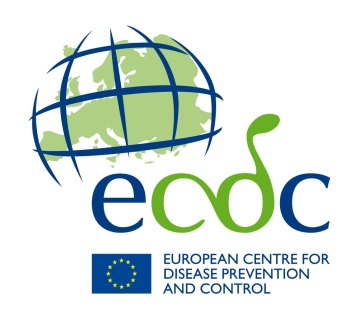 ecdc
EUROPEAN CENTRE FOR
DISEASE PREVENTION
AND CONTROL